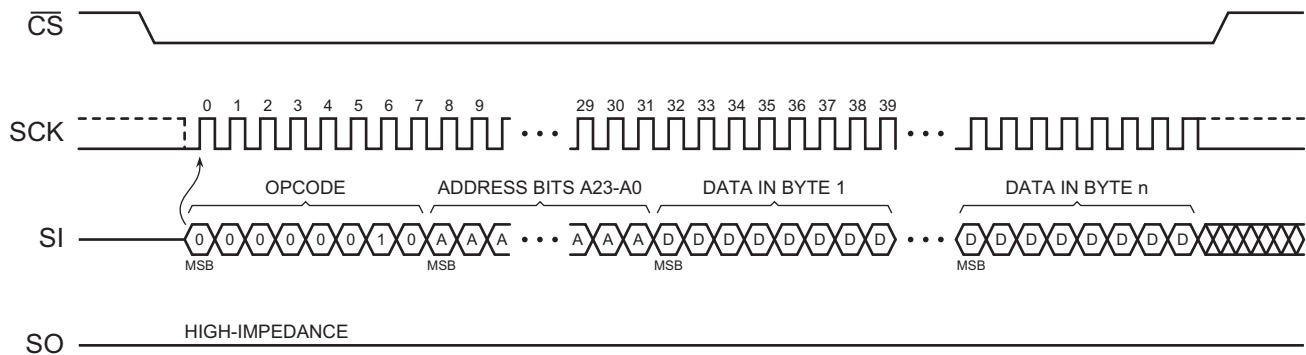 CS
0 1 2 3 4 5 6 7 8 9 29 30 31 32 33 34 35 36 37 38 39
SCK
OPCODE ADDRESS BITS A23-A0 DATA IN BYTE 1 DATA IN BYTE n
SI 0 0 0 0 0 0 1 0 A A A A A A D D D D D D D D D D D D D D D D
MSB MSB MSB MSB
HIGH-IMPEDANCE
SO